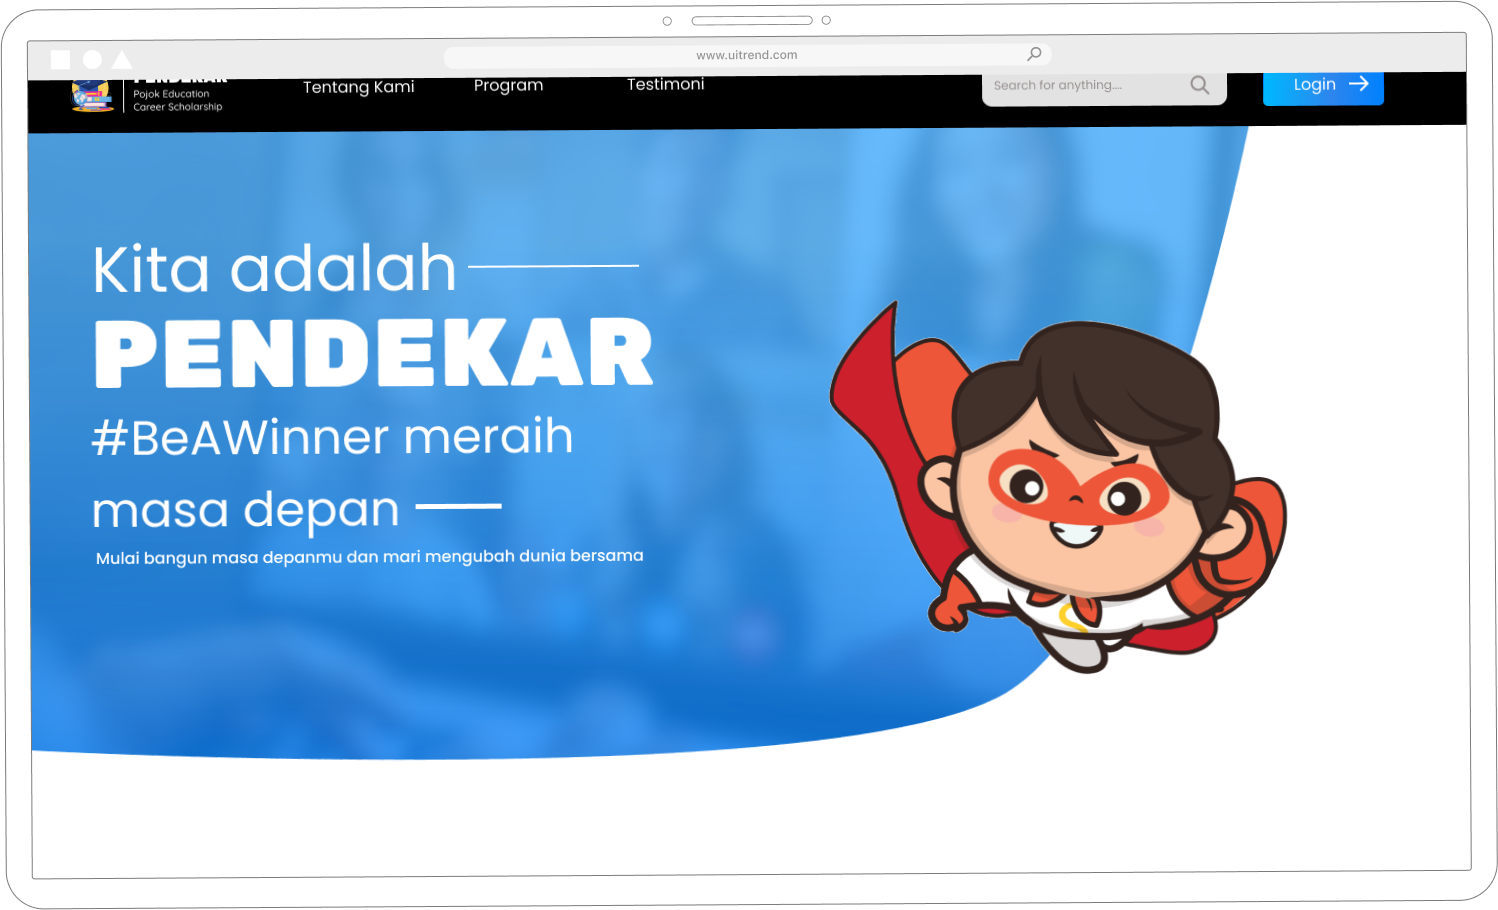 www.uitrend.com
PENDEKAR
Pojok Education
Career Scholarship
Tentang Kami
Program
Testimoni
Search for anything....
Login
Kita adalah
PENDEKAR
#BeAWinner meraih
masa depan
Mulai bangun masa depanmu dan mari mengubah dunia bersama